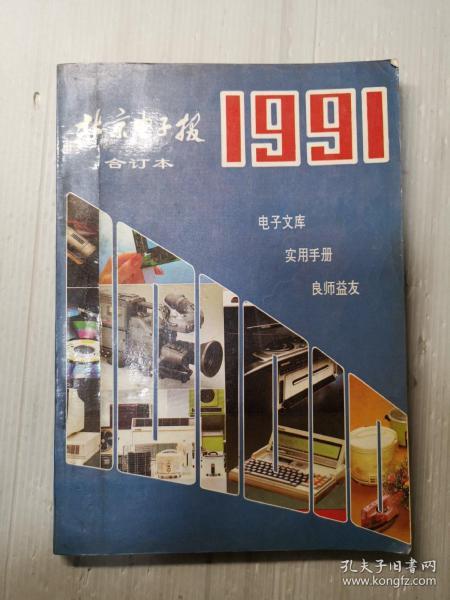 北京电子报
合订本
1991
电子文库
实用手册
良师益友
孔夫子旧书网
www.kongfz.com